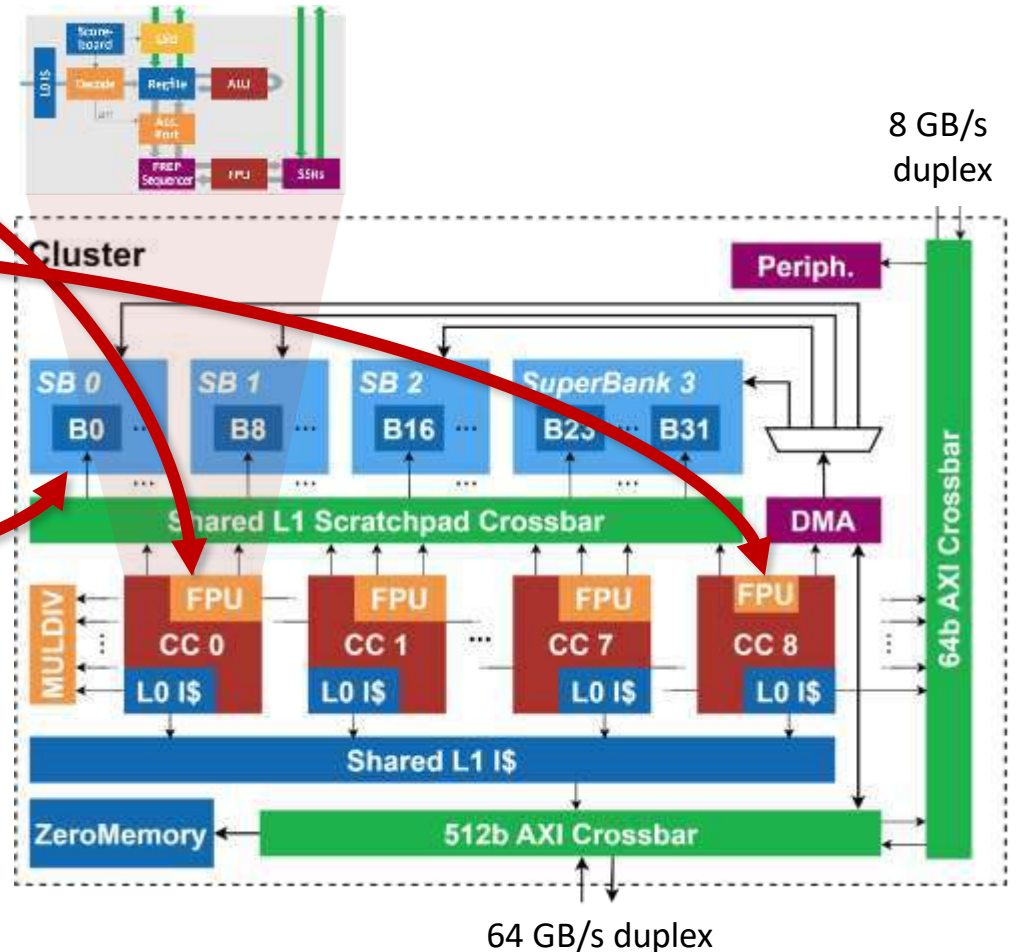 Score-
board
LSU
L0 I$
Decode
Regfile
ALU
Acc.
Port
FREP
Sequencer
FPU
SSRs
8 GB/s
duplex
Cluster
Periph.
SB 0
SB 1
SB 2
SuperBank 3
B0 ...
B8 ...
B16 ...
B23 ... B31
... ... ... ...
Shared L1 Scratchpad Crossbar
DMA
64b AXI Crossbar
MULDIV
FPU
FPU
FPU
FPU
CC 0
CC 1
...
CC 7
CC 8
L0 I$
L0 I$
L0 I$
L0 I$
Shared L1 I$
ZeroMemory
512b AXI Crossbar
64 GB/s duplex